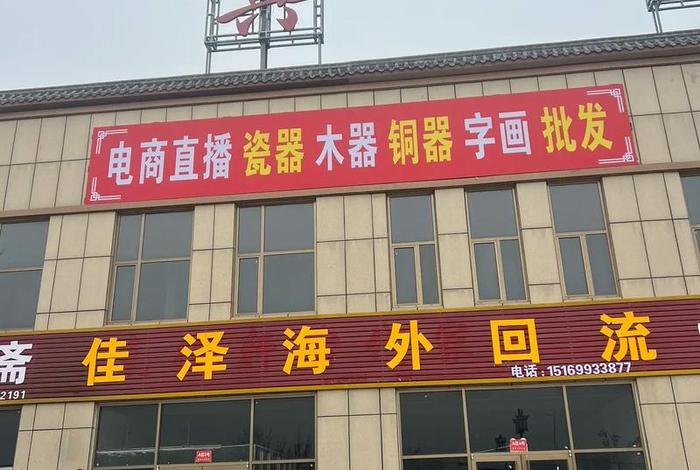 电商直播 瓷器 木器 铜器 字画 批发
斋 佳泽海外回流
2191
电话:15169933877